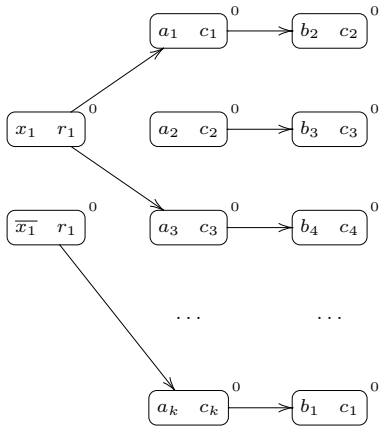 a₁ c₁ 0 b₂ c₂ 0
x₁ r₁ 0 a₂ c₂ 0 b₃ c₃ 0
x̅₁̅ r₁ 0 a₃ c₃ 0 b₄ c₄ 0
... ...
aₖ cₖ 0 b₁ c₁ 0